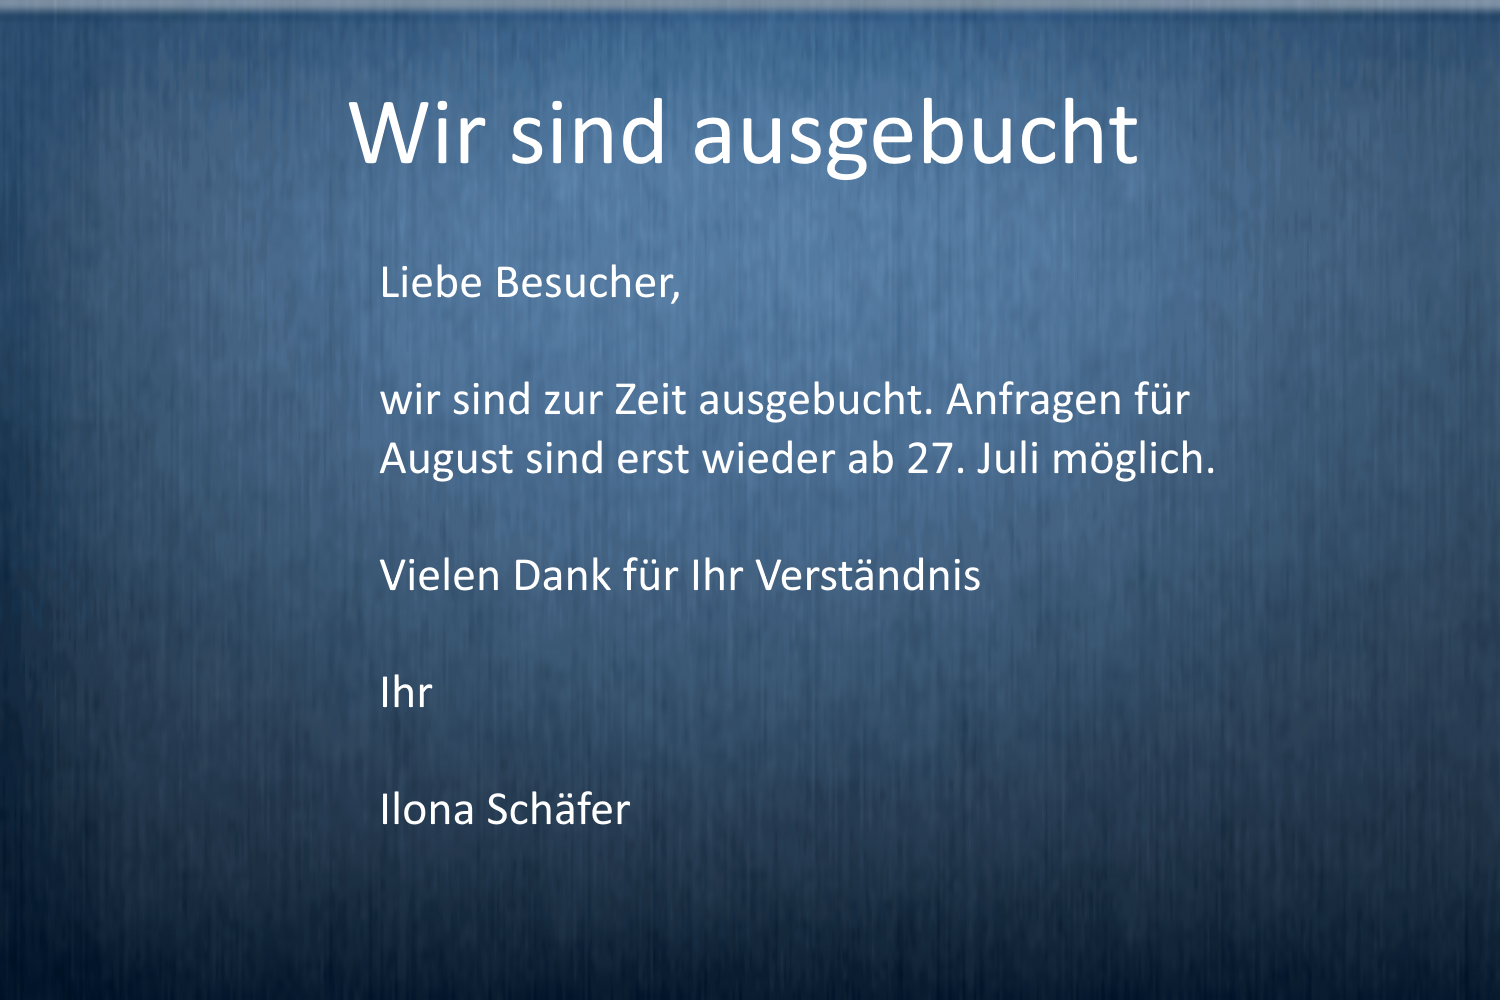 Wir sind ausgebucht
Liebe Besucher,
wir sind zur Zeit ausgebucht. Anfragen für
August sind erst wieder ab 27. Juli möglich.
Vielen Dank für Ihr Verständnis
Ihr
Ilona Schäfer